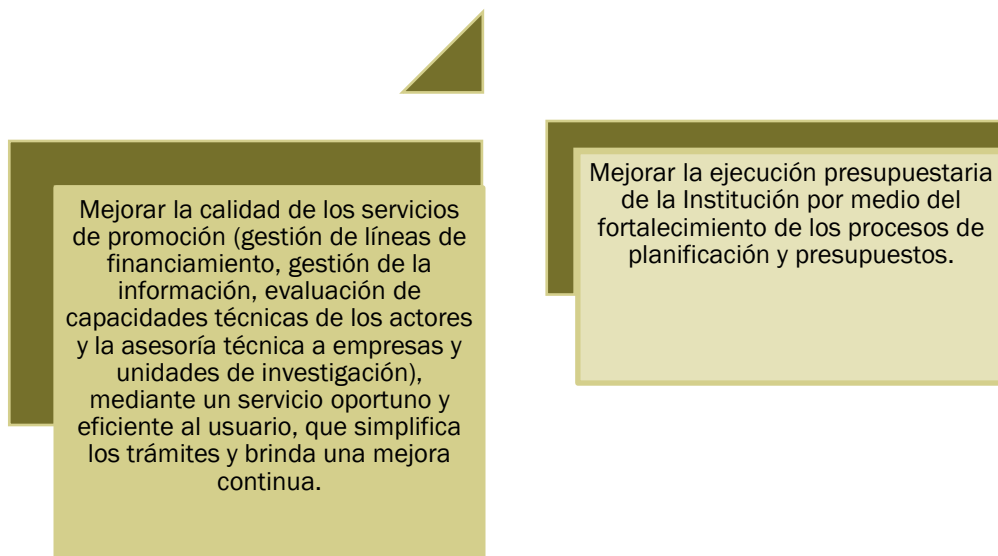 Mejorar la calidad de los servicios
de promoción (gestión de líneas de
financiamiento, gestión de la
información, evaluación de
capacidades técnicas de los actores
y la asesoría técnica a empresas y
unidades de investigación),
mediante un servicio oportuno y
eficiente al usuario, que simplifica
los trámites y brinda una mejora
continua.
Mejorar la ejecución presupuestaria
de la Institución por medio del
fortalecimiento de los procesos de
planificación y presupuestos.